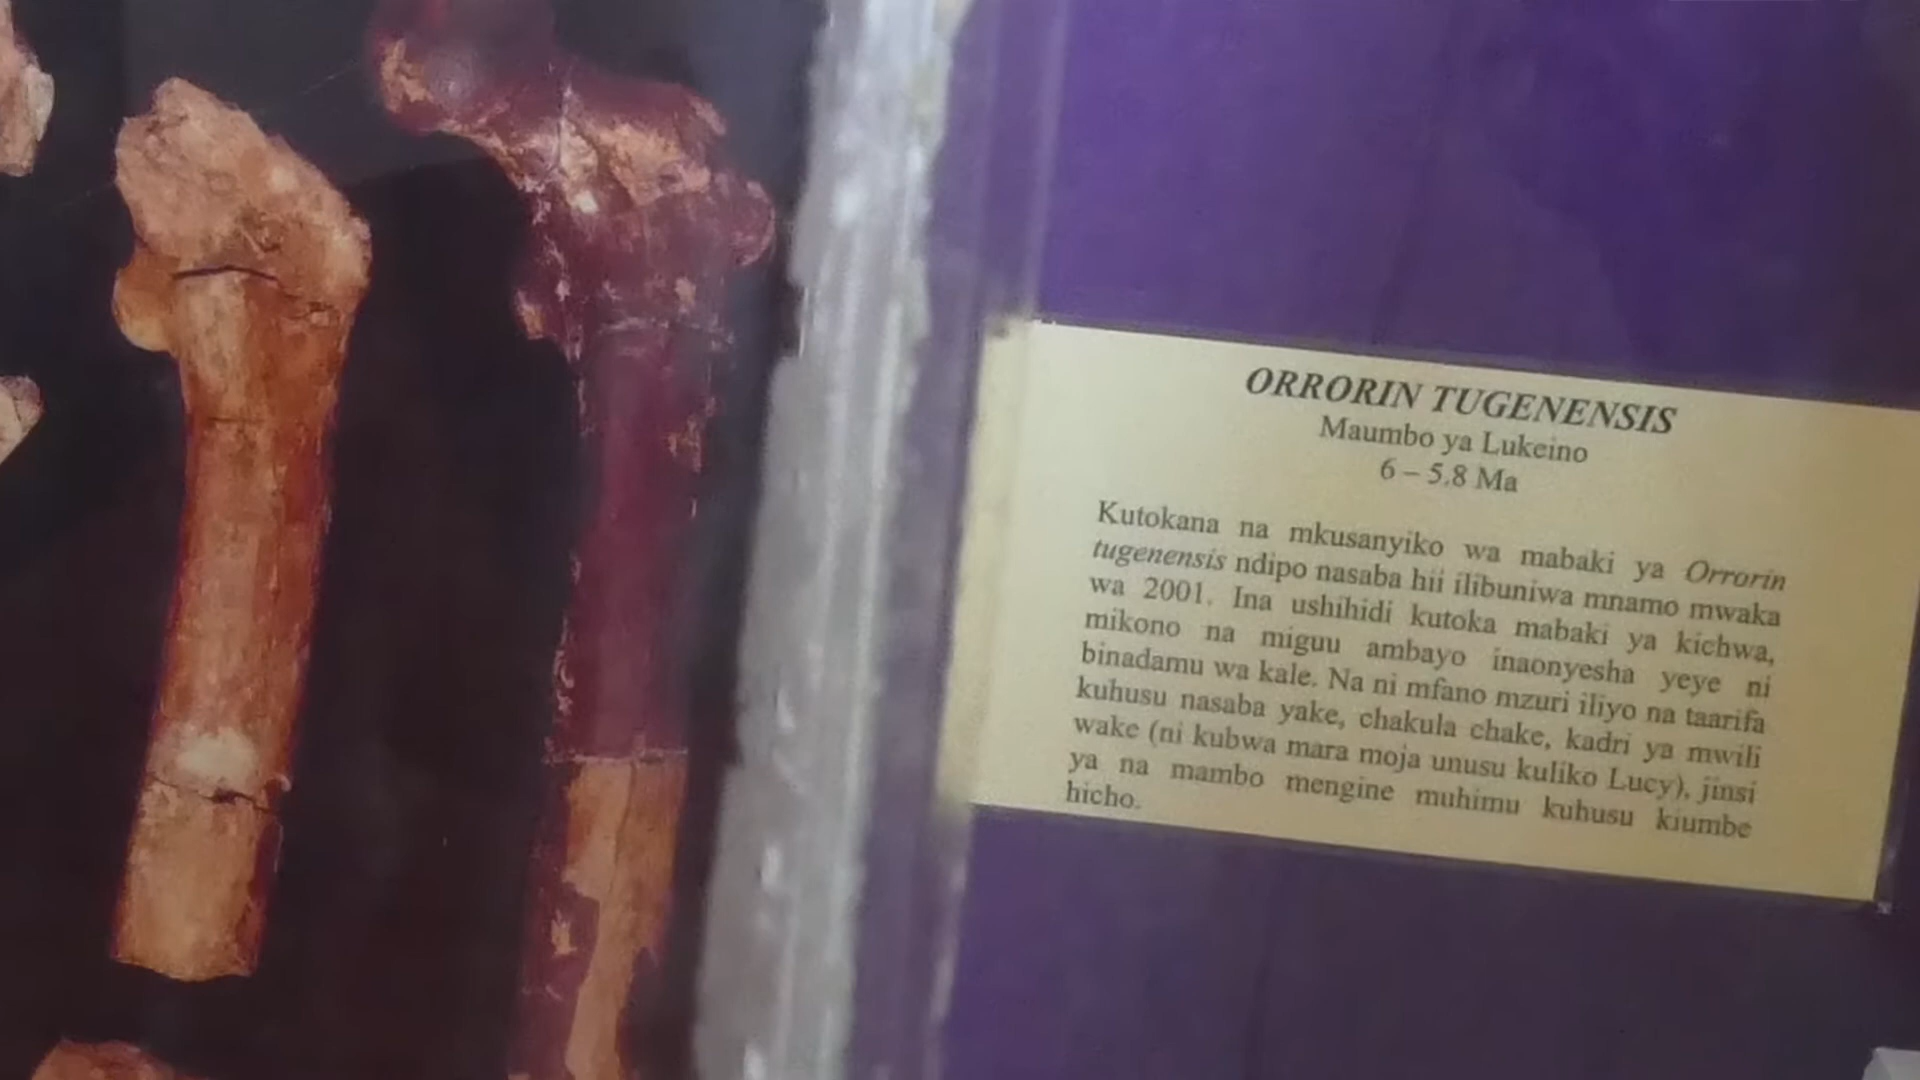 ORRORIN TUGENENSIS
Maumbo ya Lukeino
6 – 5.8 Ma
Kutokana na mkusanyiko wa mabaki ya Orrorin
tugenensis ndipo nasaba hii ilibuniwa mnamo mwaka
wa 2001. Ina ushihidi kutoka mabaki ya kichwa,
mikono na miguu ambayo inaonyesha yeye ni
binadamu wa kale. Na ni mfano mzuri iliyo na taarifa
kuhusu nasaba yake, chakula chake, kadri ya mwili
wake (ni kubwa mara moja unusu kuliko Lucy), jinsi
ya na mambo mengine muhimu kuhusu kiumbe
hicho.